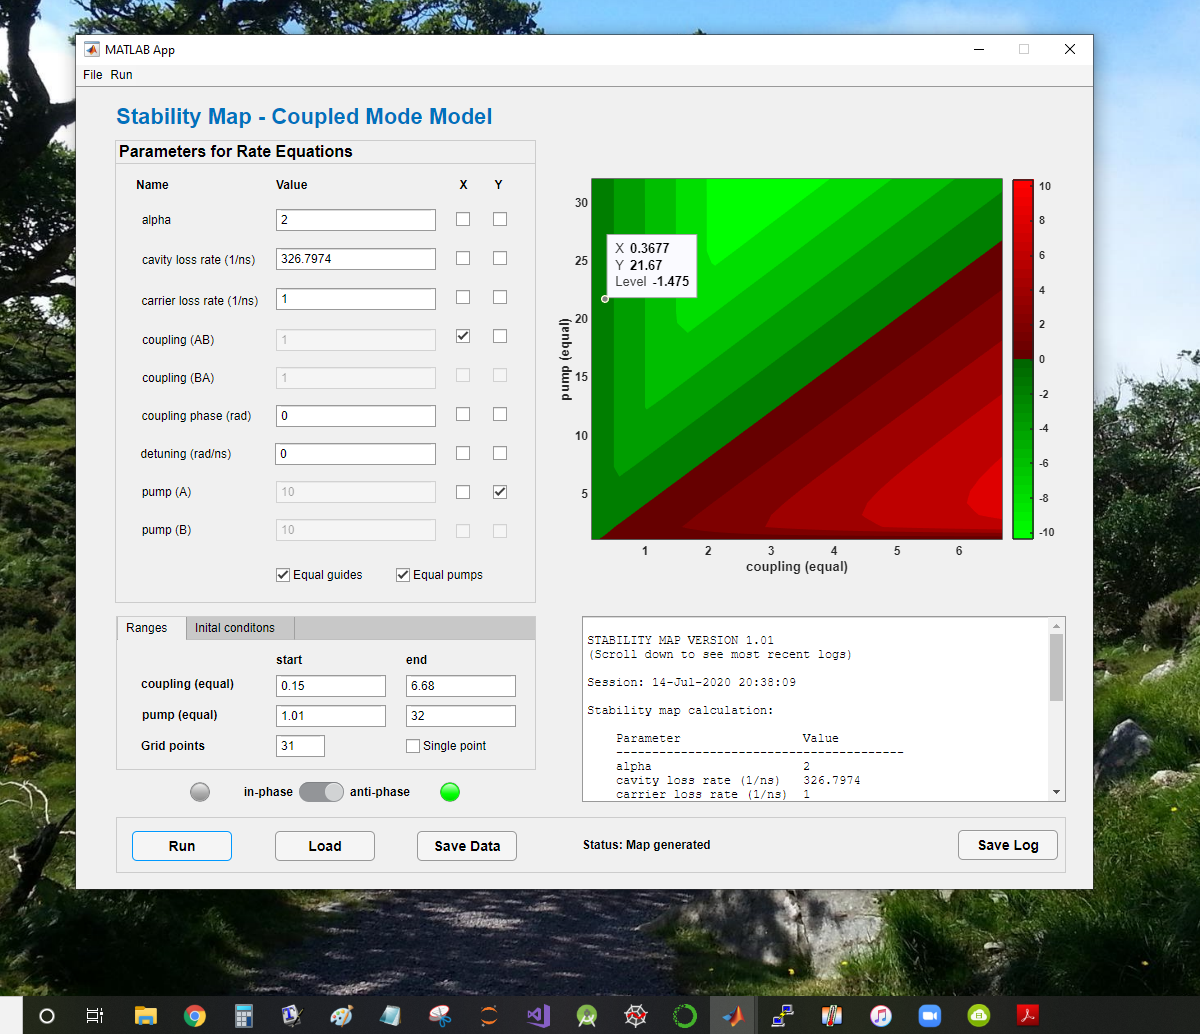 MATLAB App
File Run
Stability Map - Coupled Mode Model
Parameters for Rate Equations
Name Value X Y
alpha 2
cavity loss rate (1/ns) 326.7974
carrier loss rate (1/ns) 1
coupling (AB) 1
coupling (BA) 1
coupling phase (rad) 0
detuning (rad/ns) 0
pump (A) 10
pump (B) 10
Equal guides Equal pumps
Ranges Inital conditons
start end
coupling (equal) 0.15 6.68
pump (equal) 1.01 32
Grid points 31 Single point
in-phase anti-phase
Run Load Save Data Status: Map generated Save Log
pump (equal)
30
25
20
15
10
5
X 0.3677
Y 21.67
Level -1.475
1 2 3 4 5 6
coupling (equal)
10
8
6
4
2
0
-2
-4
-6
-8
-10
STABILITY MAP VERSION 1.01
(Scroll down to see most recent logs)
Session: 14-Jul-2020 20:38:09
Stability map calculation:
Parameter Value
----------------------------------------
alpha 2
cavity loss rate (1/ns) 326.7974
carrier loss rate (1/ns) 1